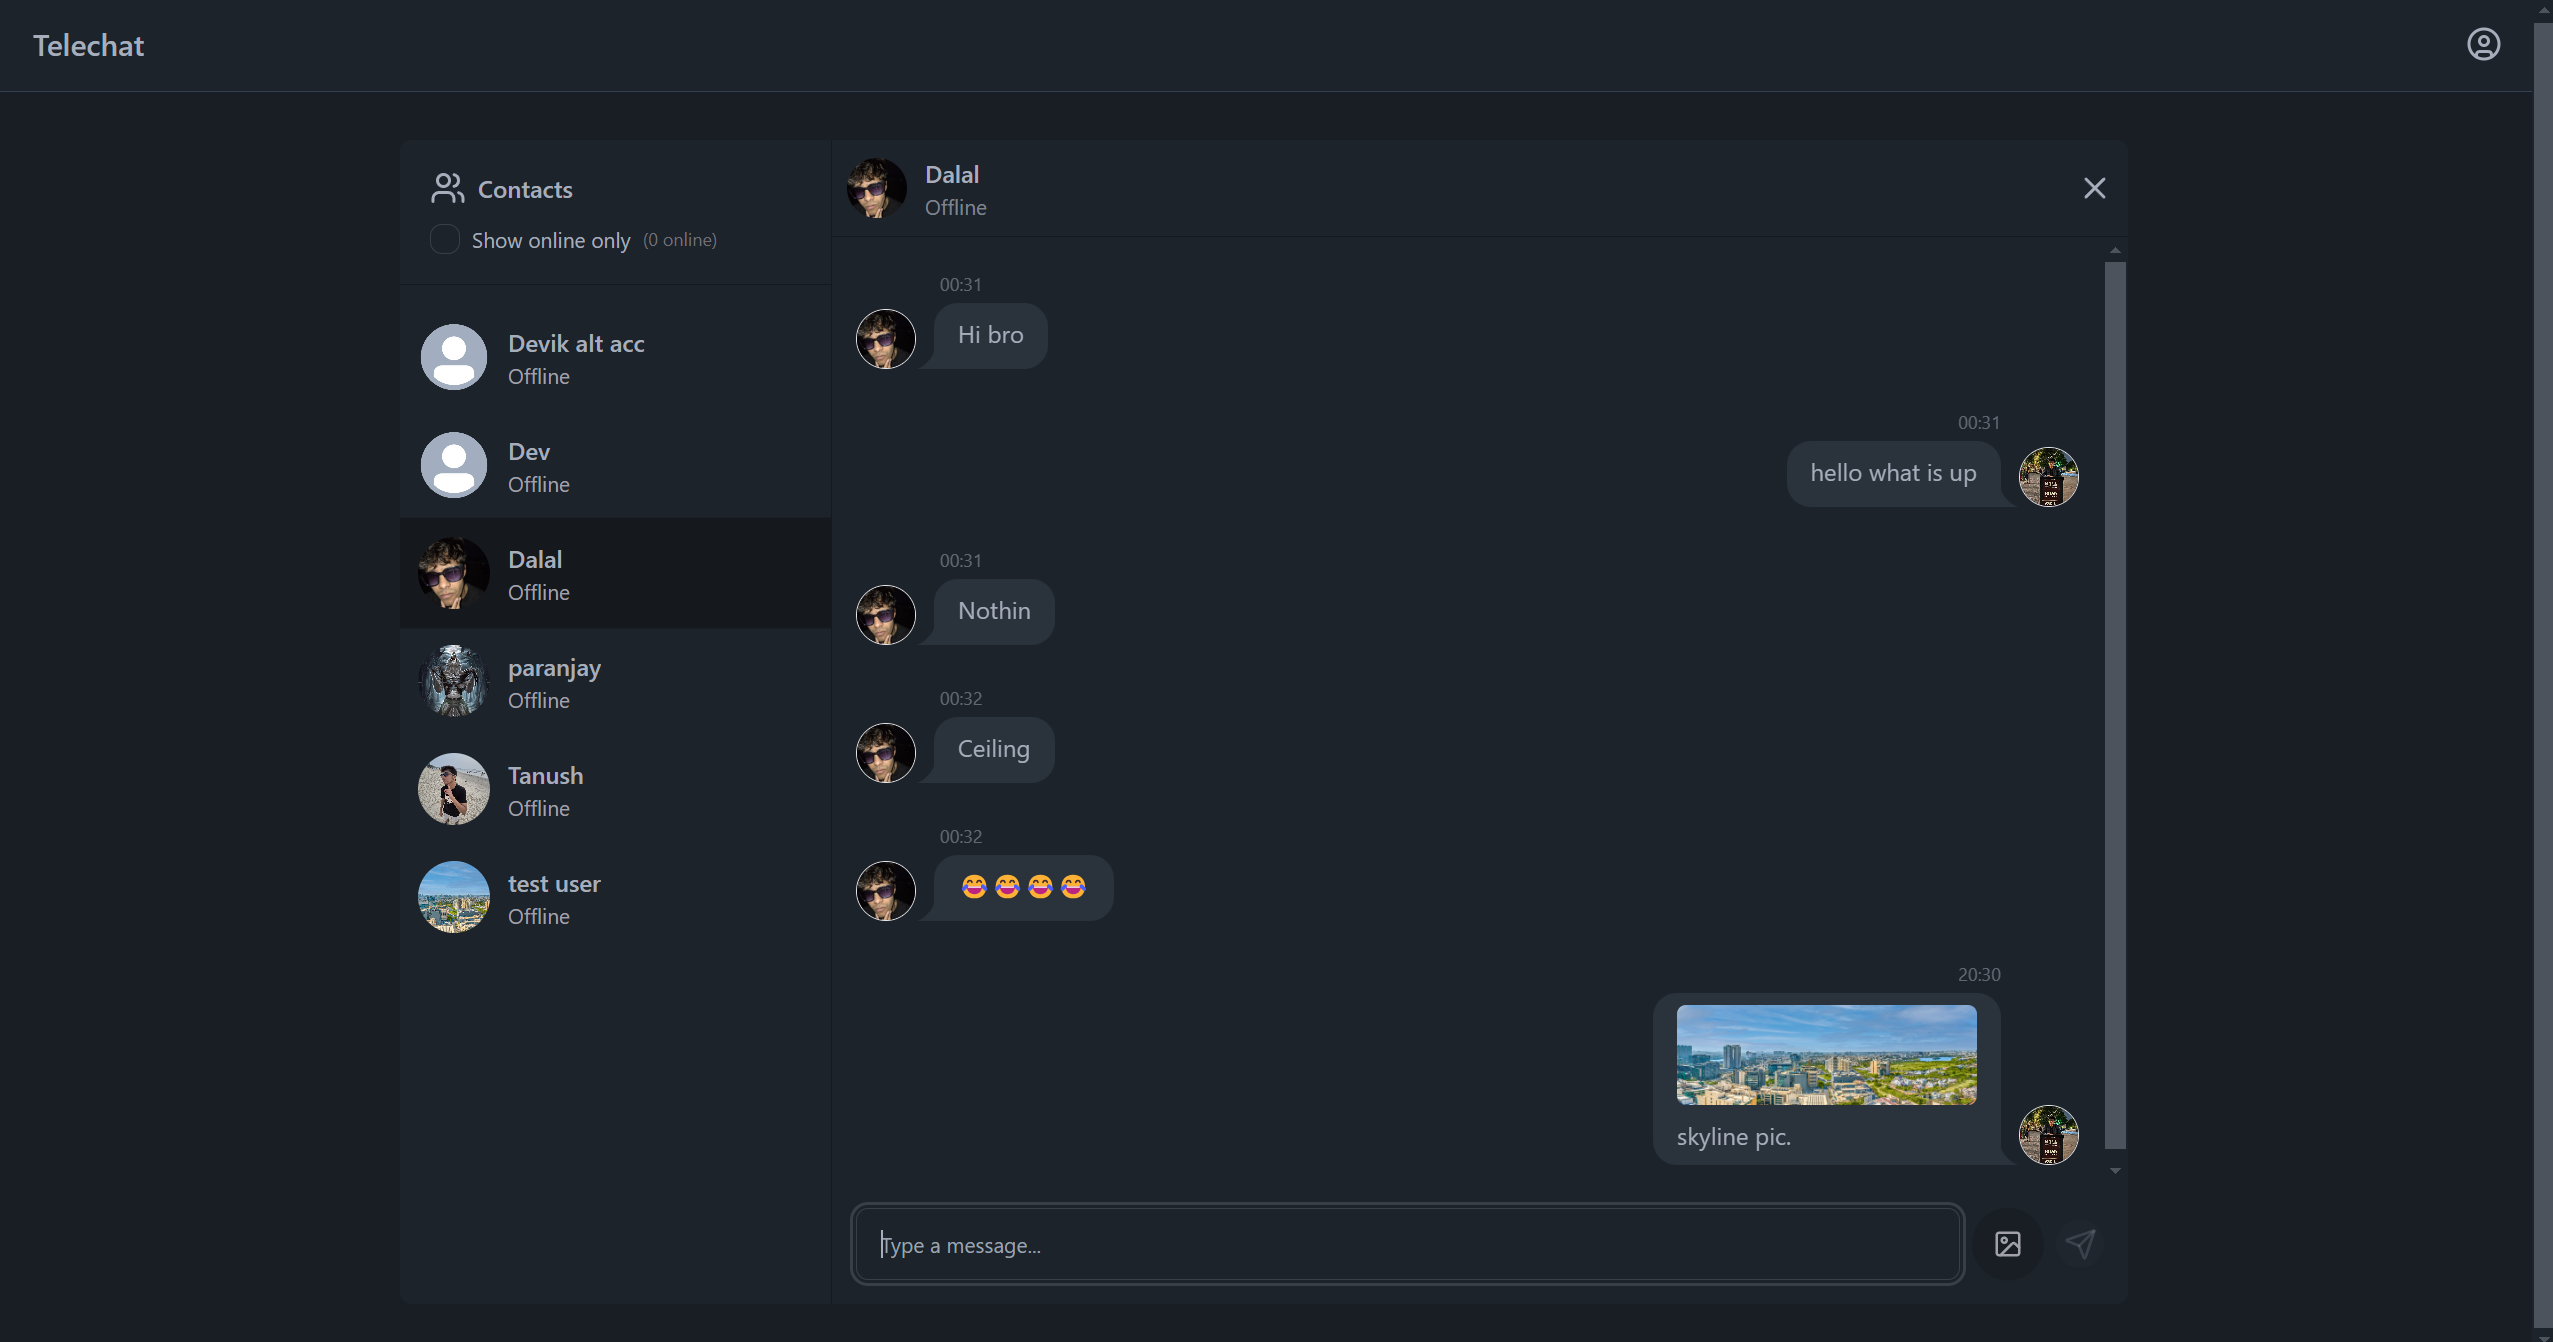 Telechat
Contacts
Show online only (0 online)
Devik alt acc
Offline
Dev
Offline
Dalal
Offline
paranjay
Offline
Tanush
Offline
test user
Offline
Dalal
Offline
00:31
Hi bro
00:31
hello what is up
00:31
Nothin
00:32
Ceiling
00:32
😂😂😂😂
20:30
skyline pic.
Type a message...